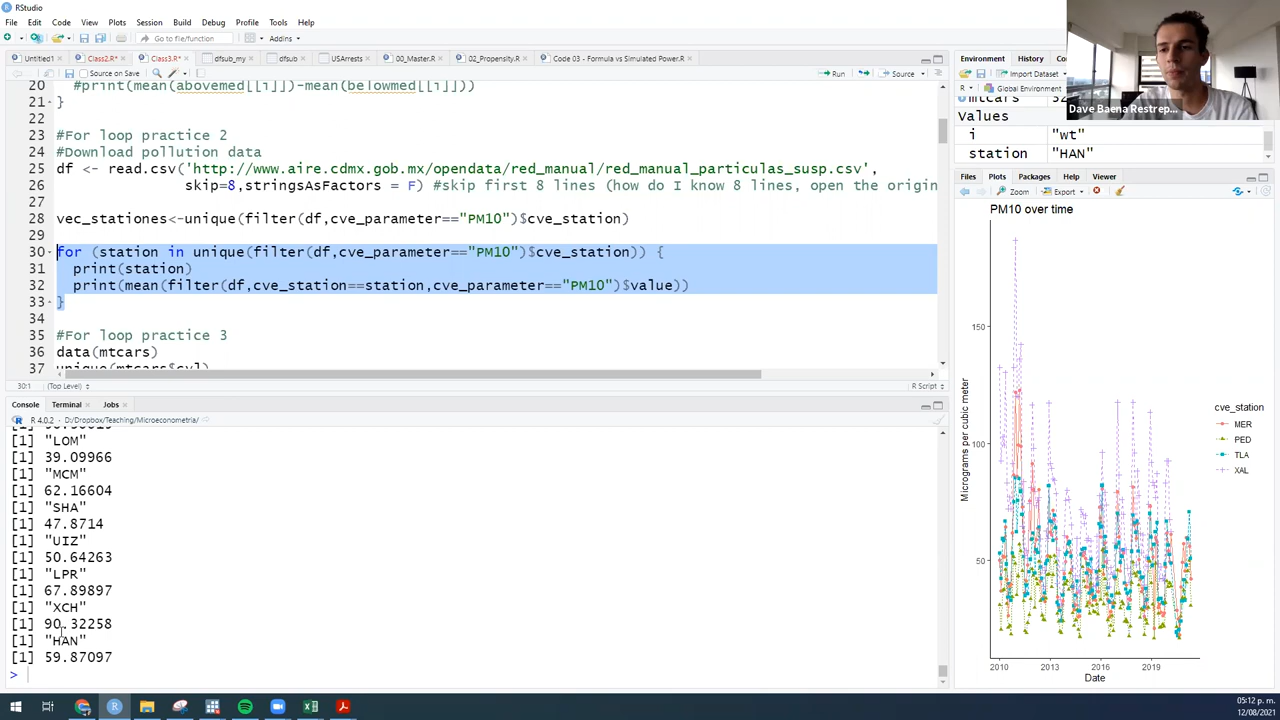 RStudio
File Edit Code View Plots Session Build Debug Profile Tools Help
Go to file/function
Addins
Untitled1 Class2.R* Class3.R* dfsub_my dfsub USArrests 00_Master.R 02_Propensity.R Code 03 - Formula vs Simulated Power.R
Source on Save
Run
Source
20 #print(mean(abovemed[[i]])-mean(belowmed[[i]]))
21 }
22
23 #For loop practice 2
24 #Download pollution data
25 df <- read.csv('http://www.aire.cdmx.gob.mx/opendata/red_manual/red_manual_particulas_susp.csv',
26 skip=8,stringsAsFactors = F) #skip first 8 lines (how do I know 8 lines, open the origin
27
28 vec_stationes<-unique(filter(df,cve_parameter=="PM10")$cve_station)
29
30 for (station in unique(filter(df,cve_parameter=="PM10")$cve_station)) {
31 print(station)
32 print(mean(filter(df,cve_station==station,cve_parameter=="PM10")$value))
33 }
34
35 #For loop practice 3
36 data(mtcars)
37 unique(mtcars$cyl)
30:1 (Top Level) R Script
Console Terminal Jobs
R 4.0.2 · D:/Dropbox/Teaching/Microeconometria/
[1] "LOM"
[1] 39.09966
[1] "MCM"
[1] 62.16604
[1] "SHA"
[1] 47.8714
[1] "UIZ"
[1] 50.64263
[1] "LPR"
[1] 67.89897
[1] "XCH"
[1] 90.32258
[1] "HAN"
[1] 59.87097
>
Environment History
Import Dataset
R Global Environment
mtcars
Values
i "wt"
station "HAN"
Dave Baena Restrep...
Files Plots Packages Help Viewer
Zoom Export
PM10 over time
Micrograms per cubic meter
150
100
50
2010 2013 2016 2019
Date
cve_station
MER
PED
TLA
XAL
05:12 p. m.
12/08/2021